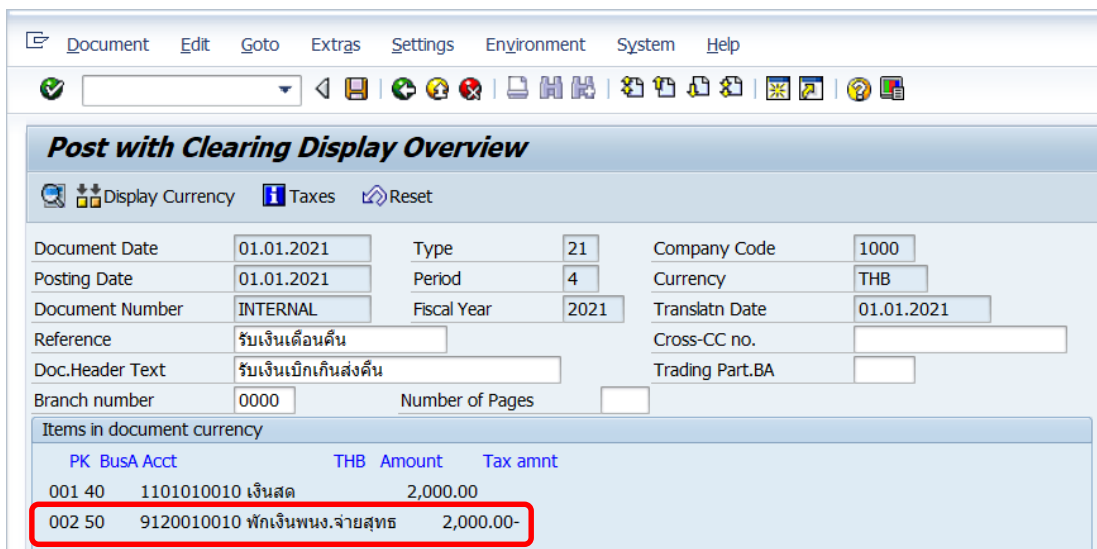 Document Edit Goto Extras Settings Environment System Help
Post with Clearing Display Overview
Display Currency Taxes Reset
Document Date 01.01.2021 Type 21 Company Code 1000
Posting Date 01.01.2021 Period 4 Currency THB
Document Number INTERNAL Fiscal Year 2021 Translatn Date 01.01.2021
Reference รับเงินเดือนคืน Cross-CC no.
Doc.Header Text รับเงินเบิกเกินส่งคืน Trading Part.BA
Branch number 0000 Number of Pages
Items in document currency
PK BusA Acct THB Amount Tax amnt
001 40 1101010010 เงินสด 2,000.00
002 50 9120010010 พักเงินพนง.จ่ายสุทธ 2,000.00-